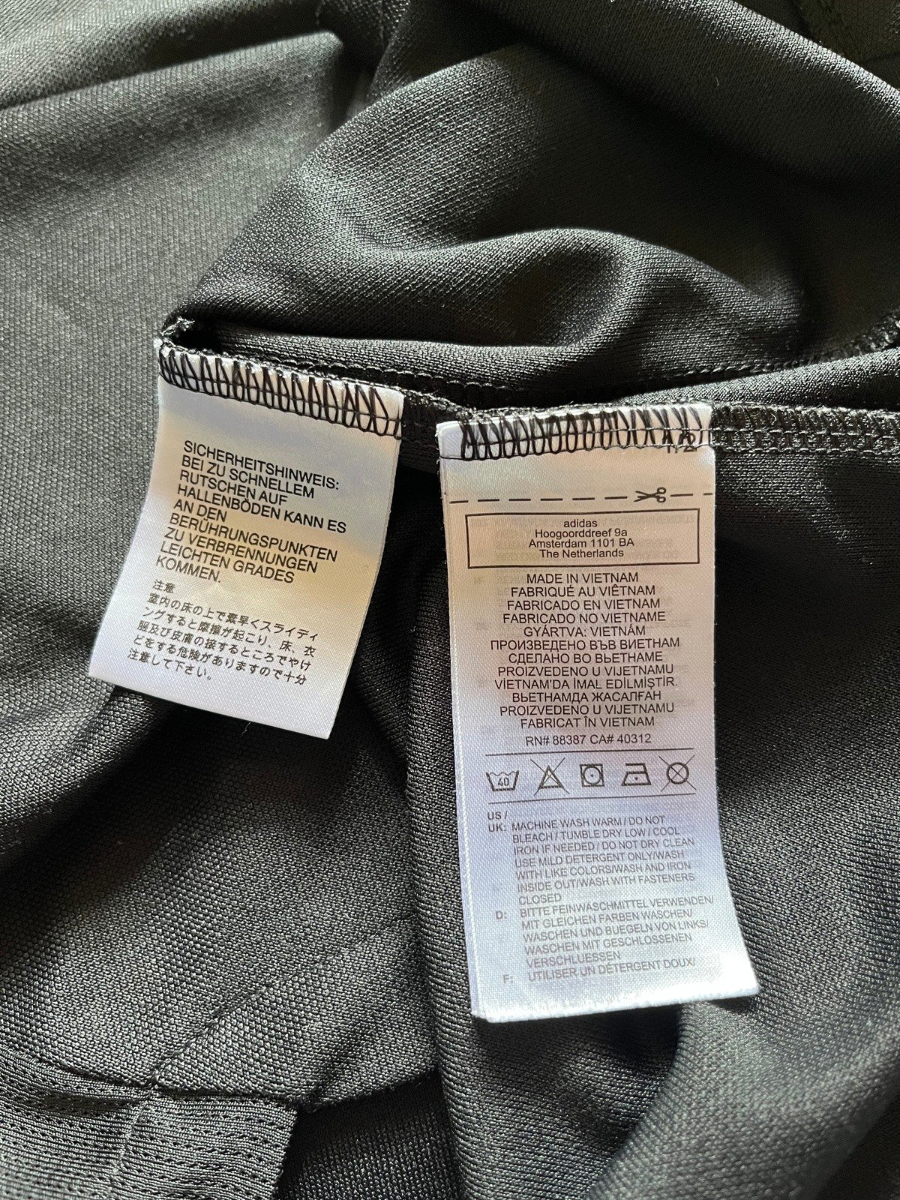 SICHERHEITSHINWEIS:
BEI ZU SCHNELLEM
RUTSCHEN AUF
HALLENBÖDEN KANN ES
AN DEN
BERÜHRUNGSPUNKTEN
ZU VERBRENNUNGEN
LEICHTEN GRADES
KOMMEN.
注意
室内の床の上で素早くスライディ
ングすると摩擦が起こり、床、衣
服及び皮膚の接するところでやけ
どをする危険がありますので十分
注意して下さい。
adidas
Hoogoorddreef 9a
Amsterdam 1101 BA
The Netherlands
MADE IN VIETNAM
FABRIQUÉ AU VIÊTNAM
FABRICADO EN VIETNAM
FABRICADO NO VIETNAME
GYÁRTVA: VIETNÁM
ПРОИЗВЕДЕНО ВЪВ ВИЕТНАМ
СДЕЛАНО ВО ВЬЕТНАМЕ
PROIZVEDENO U VIJETNAMU
VİETNAM'DA İMAL EDİLMİŞTİR.
ВЬЕТНАМДА ЖАСАЛҒАН
PROIZVEDENO U VIJETNAMU
FABRICAT ÎN VIETNAM
RN# 88387 CA# 40312
40
US /
UK: MACHINE WASH WARM / DO NOT
BLEACH / TUMBLE DRY LOW / COOL
IRON IF NEEDED / DO NOT DRY CLEAN
USE MILD DETERGENT ONLY/WASH
WITH LIKE COLORS/WASH AND IRON
INSIDE OUT/WASH WITH FASTENERS
CLOSED
D: BITTE FEINWASCHMITTEL VERWENDEN/
MIT GLEICHEN FARBEN WASCHEN/
WASCHEN UND BUEGELN VON LINKS/
WASCHEN MIT GESCHLOSSENEN
VERSCHLUESSEN
F: UTILISER UN DÉTERGENT DOUX/